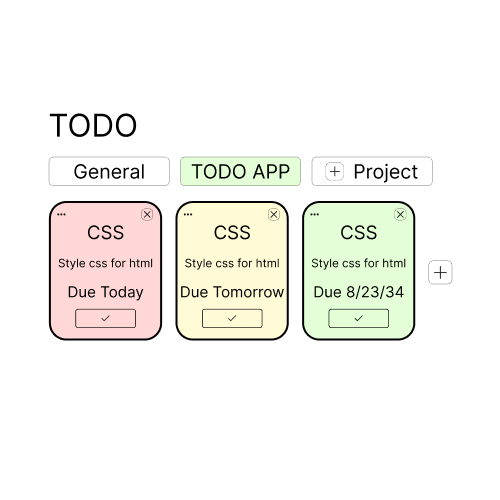 TODO
General
TODO APP
+ Project
CSS
Style css for html
Due Today
CSS
Style css for html
Due Tomorrow
CSS
Style css for html
Due 8/23/34